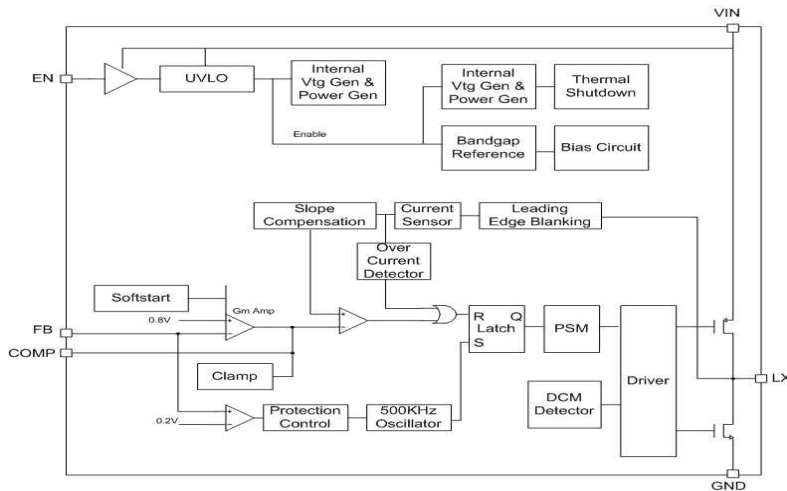 VIN
EN
UVLO
Internal
Vtg Gen &
Power Gen
Internal
Vtg Gen &
Power Gen
Thermal
Shutdown
Enable
Bandgap
Reference
Bias Circuit
Slope
Compensation
Current
Sensor
Leading
Edge Blanking
Over
Current
Detector
Softstart
Gm Amp
0.8V
+
−
+
−
FB
COMP
R Q
Latch
S
PSM
Driver
LX
Clamp
DCM
Detector
0.2V
+
−
Protection
Control
500KHz
Oscillator
GND